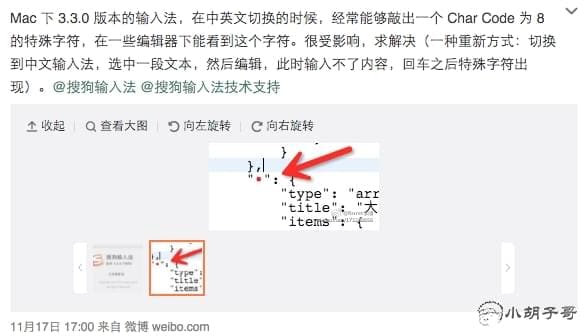 Mac 下 3.3.0 版本的输入法，在中英文切换的时候，经常能够敲出一个 Char Code 为 8
的特殊字符，在一些编辑器下能看到这个字符。很受影响，求解决（一种重新方式：切换
到中文输入法，选中一段文本，然后编辑，此时输入不了内容，回车之后特殊字符出
现）。@搜狗输入法 @搜狗输入法技术支持
收起 查看大图 向左旋转 向右旋转
}
},
"•": {
"type": "arr
"title": "大
"items": {
搜狗输入法
"type":
"title
"items
小胡子哥
11月17日 17:00 来自 微博 weibo.com